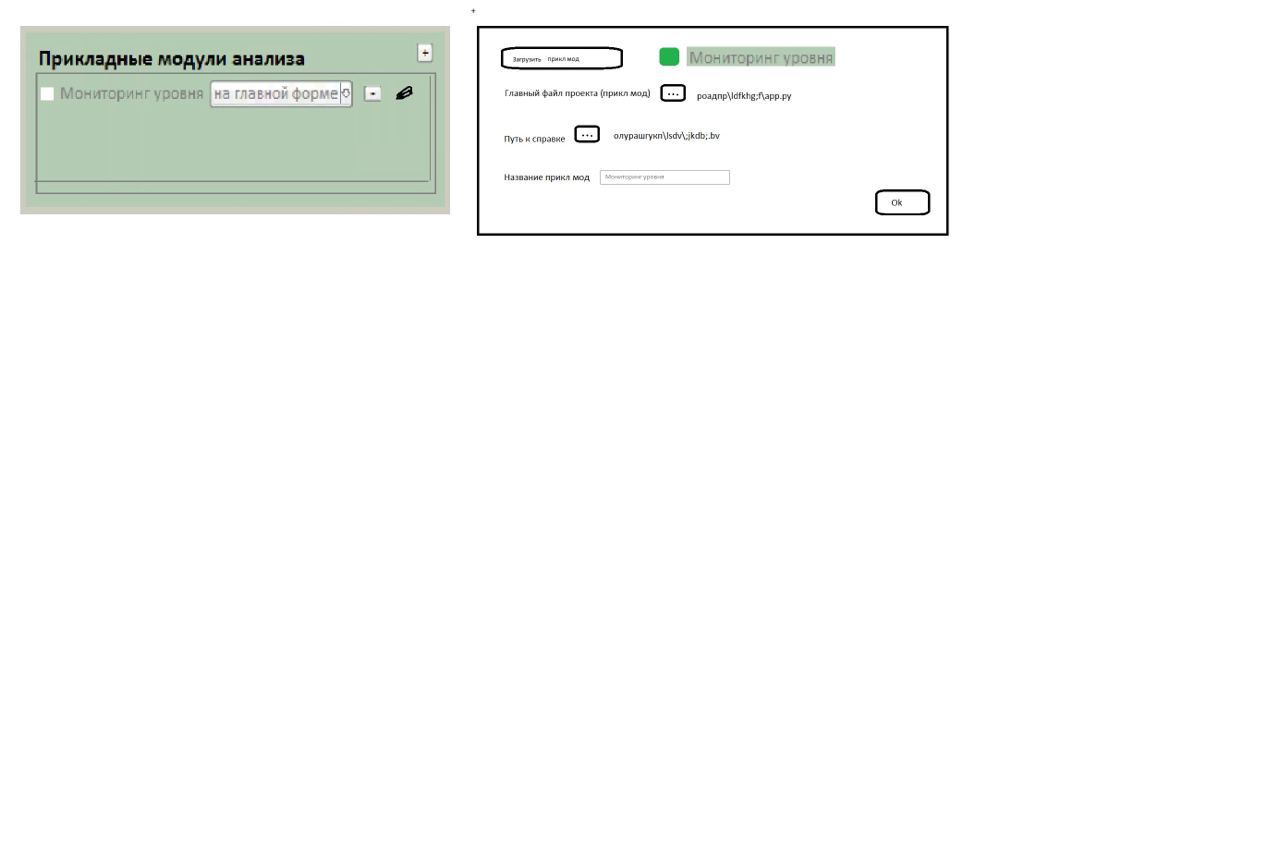 +
Прикладные модули анализа
+
Мониторинг уровня на главной форме -
Загрузить прикл мод
Мониторинг уровня
Главный файл проекта (прикл мод) ... роадпр\ldfkhg;f\app.py
Путь к справке ... олурашгукп\lsdv\;jkdb;.bv
Название прикл мод Мониторинг уровня
Ok